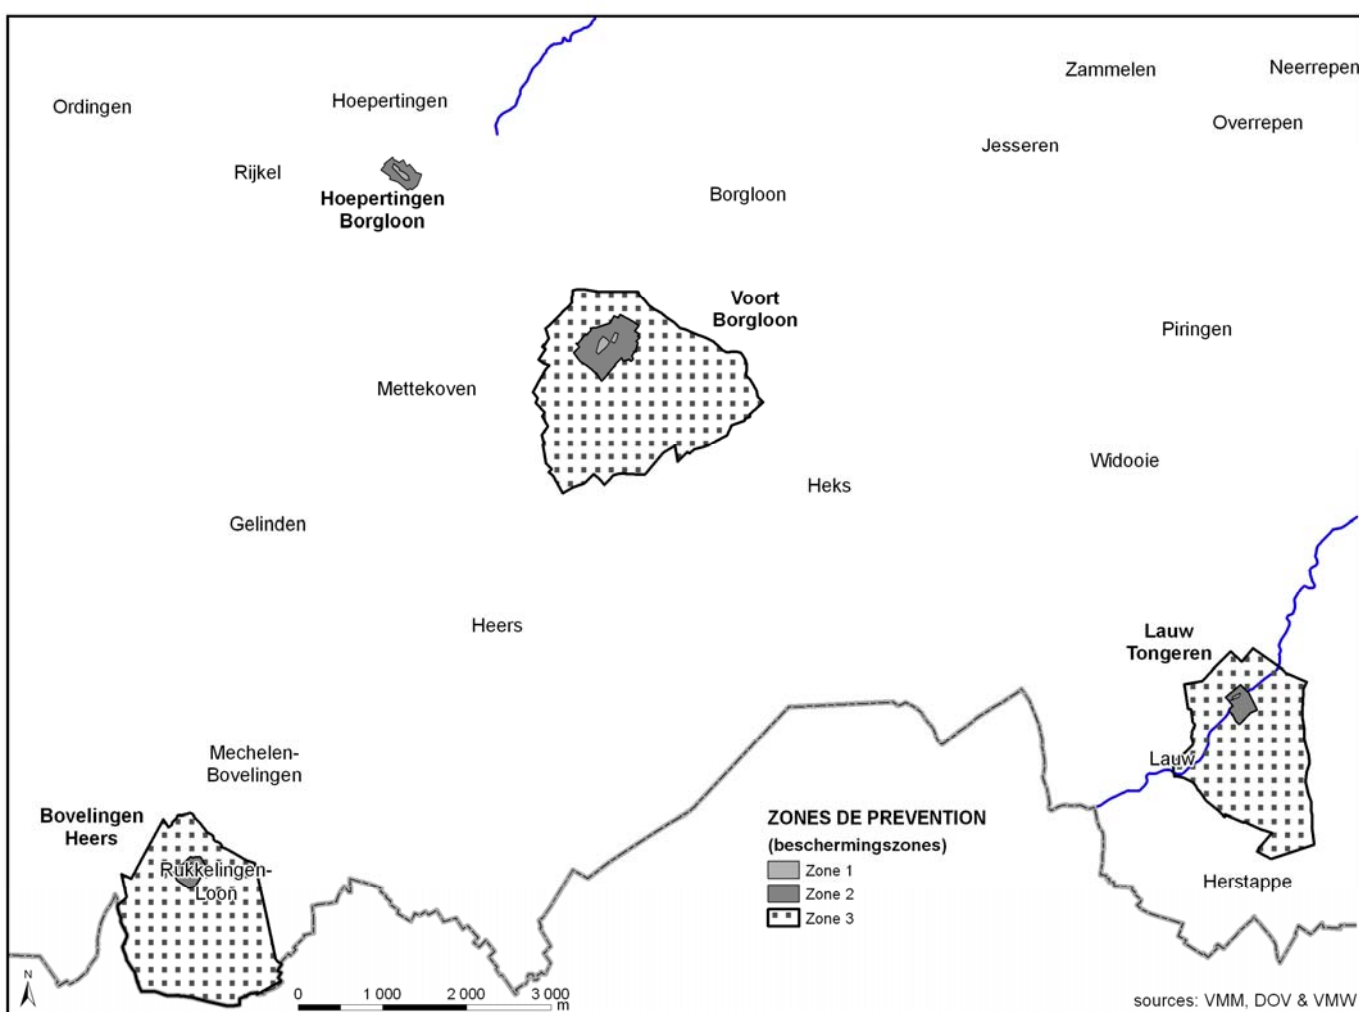 Zammelen
Neerrepen
Ordingen
Hoepertingen
Overrepen
Jesseren
Rijkel
Hoepertingen
Borgloon
Borgloon
Voort
Borgloon
Piringen
Mettekoven
Widooie
Heks
Gelinden
Heers
Lauw
Tongeren
Mechelen-
Bovelingen
Lauw
Bovelingen
Heers
ZONES DE PREVENTION
(beschermingszones)
Zone 1
Zone 2
Zone 3
Rukkelingen-
Loon
Herstappe
N
0 1 000 2 000 3 000
m
sources: VMM, DOV & VMW